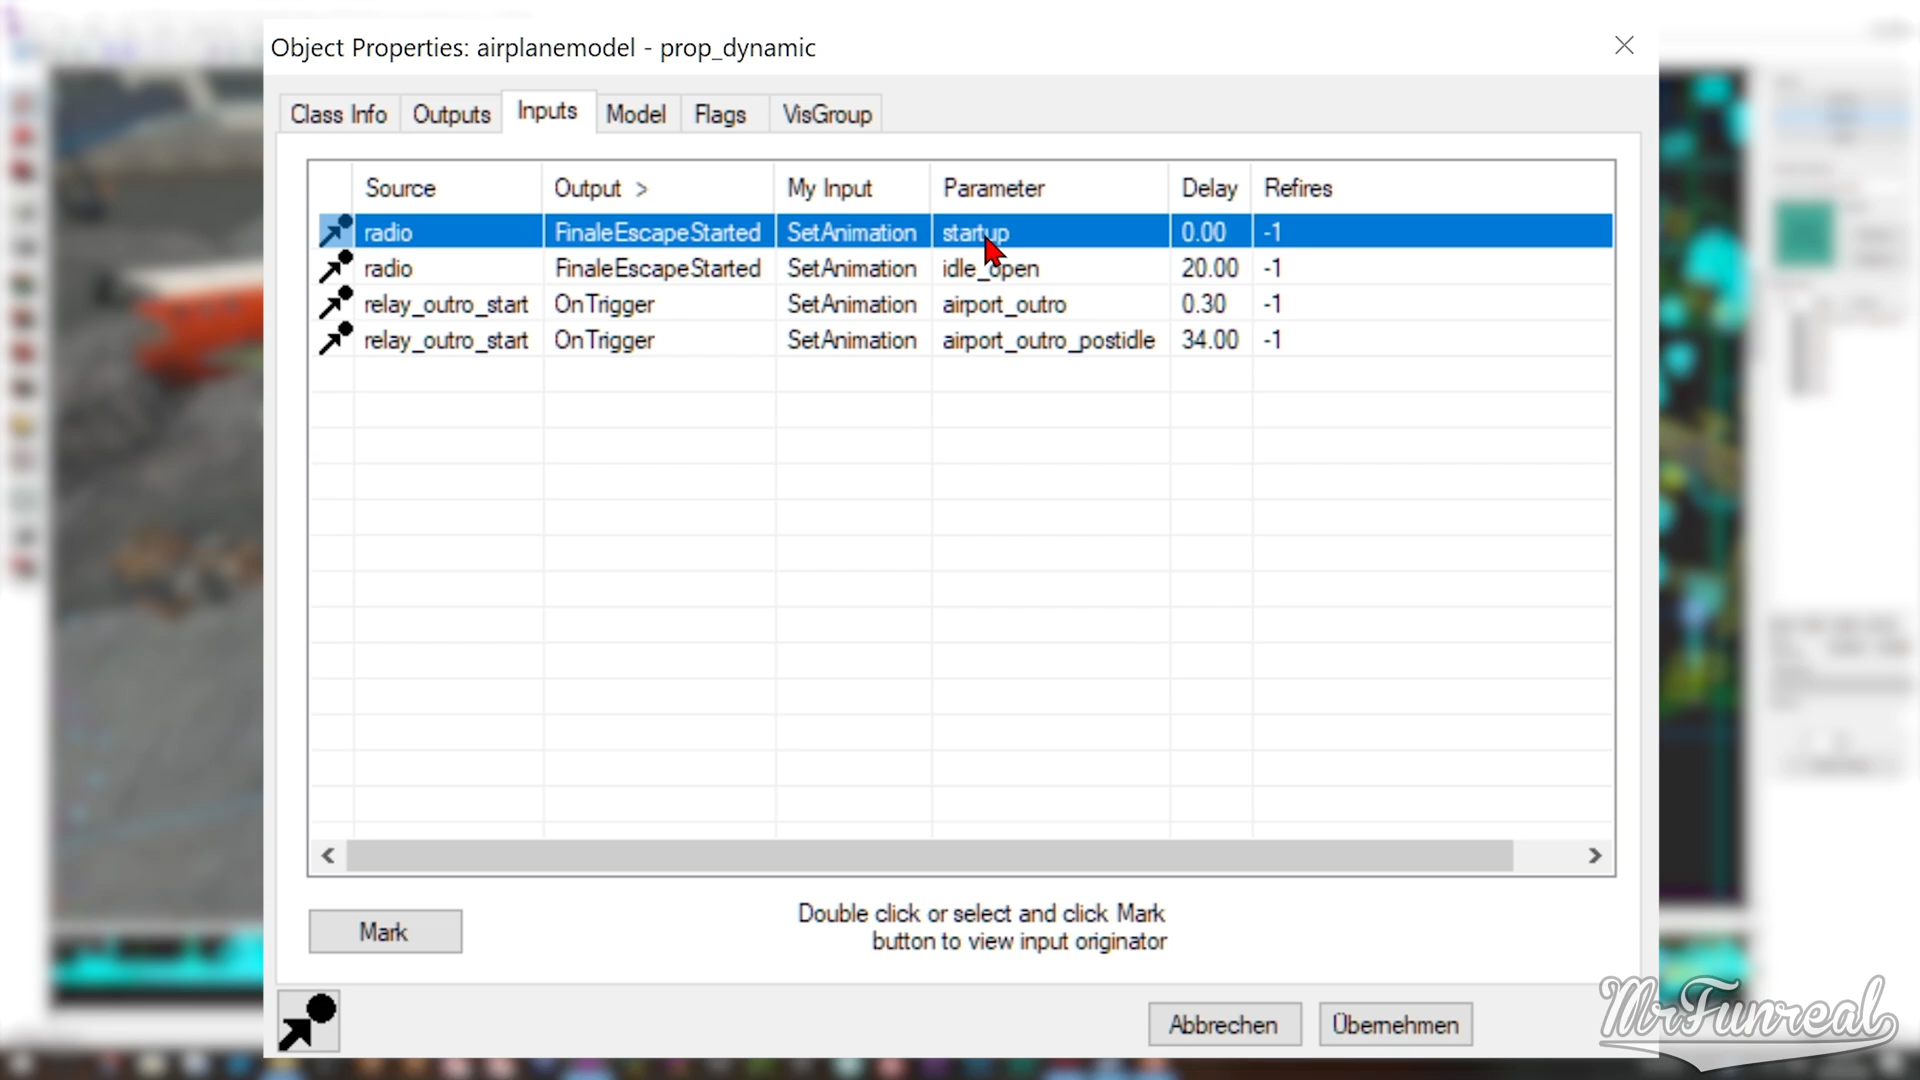 Object Properties: airplanemodel - prop_dynamic
Class Info Outputs Inputs Model Flags VisGroup
Source Output > My Input Parameter Delay Refires
radio FinaleEscapeStarted SetAnimation startup 0.00 -1
radio FinaleEscapeStarted SetAnimation idle_open 20.00 -1
relay_outro_start OnTrigger SetAnimation airport_outro 0.30 -1
relay_outro_start OnTrigger SetAnimation airport_outro_postidle 34.00 -1
Double click or select and click Mark
button to view input originator
Mark
Abbrechen Übernehmen
MrFunreal